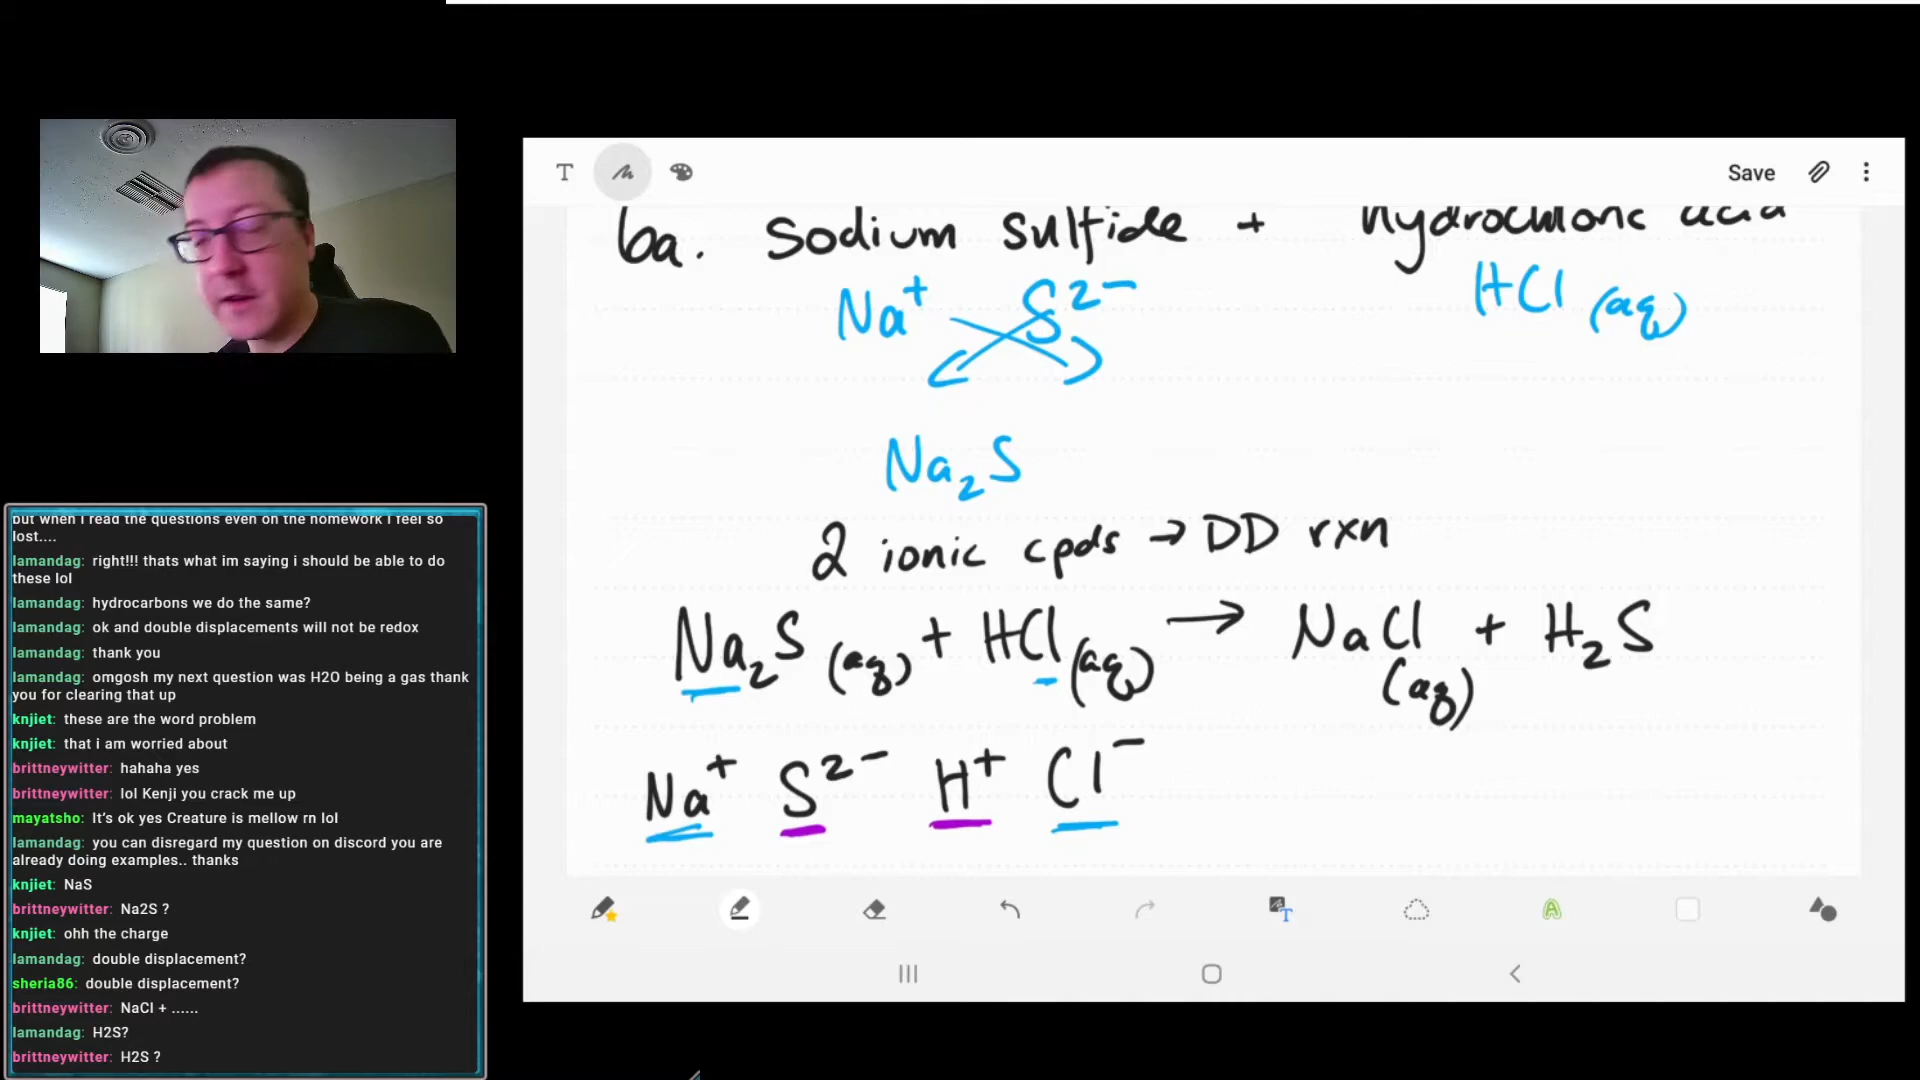 but when I read the questions even on the homework I feel so
lost....
lamandag: right!!! thats what im saying i should be able to do
these lol
lamandag: hydrocarbons we do the same?
lamandag: ok and double displacements will not be redox
lamandag: thank you
lamandag: omgosh my next question was H2O being a gas thank
you for clearing that up
knjiet: these are the word problem
knjiet: that i am worried about
brittneywitter: hahaha yes
brittneywitter: lol Kenji you crack me up
mayatsho: It’s ok yes Creature is mellow rn lol
lamandag: you can disregard my question on discord you are
already doing examples.. thanks
knjiet: NaS
brittneywitter: Na2S ?
knjiet: ohh the charge
lamandag: double displacement?
sheria86: double displacement?
brittneywitter: NaCl + ......
lamandag: H2S?
brittneywitter: H2S ?
T
Save
6a. sodium sulfide + hydrochloric acid
Na⁺ S²⁻ HCl (aq)
Na₂S
2 ionic cpds → DD rxn
Na₂S (aq) + HCl (aq) → NaCl (aq) + H₂S
Na⁺ S²⁻ H⁺ Cl⁻